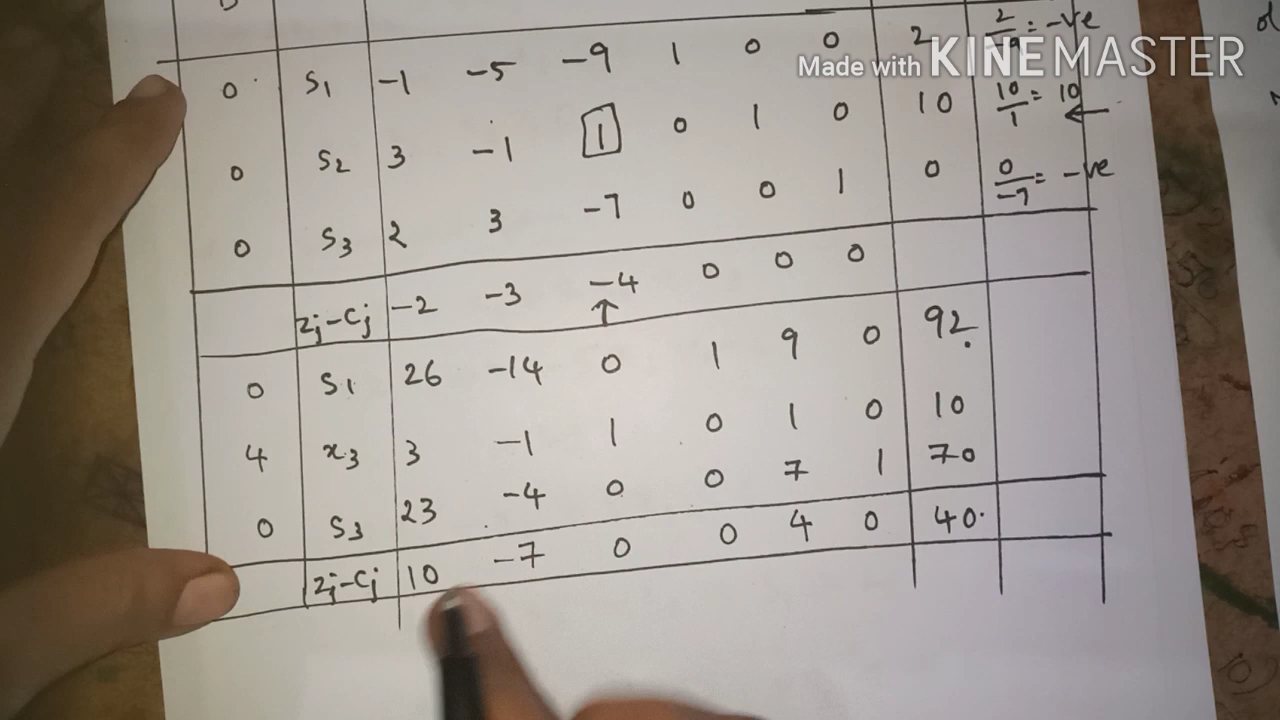 0 S1 -1 -5 -9 1 0 0 2 2/-9 = -ve
Made with KINEMASTER
0 S2 3 -1 1 0 1 0 10 10/1 = 10 ←
0 S3 2 3 -7 0 0 1 0 0/-7 = -ve
Zj-Cj -2 -3 -4 0 0 0
↑
0 S1 26 -14 0 1 9 0 92
4 x3 3 -1 1 0 1 0 10
0 S3 23 -4 0 0 7 1 70
Zj-Cj 10 -7 0 0 4 0 40